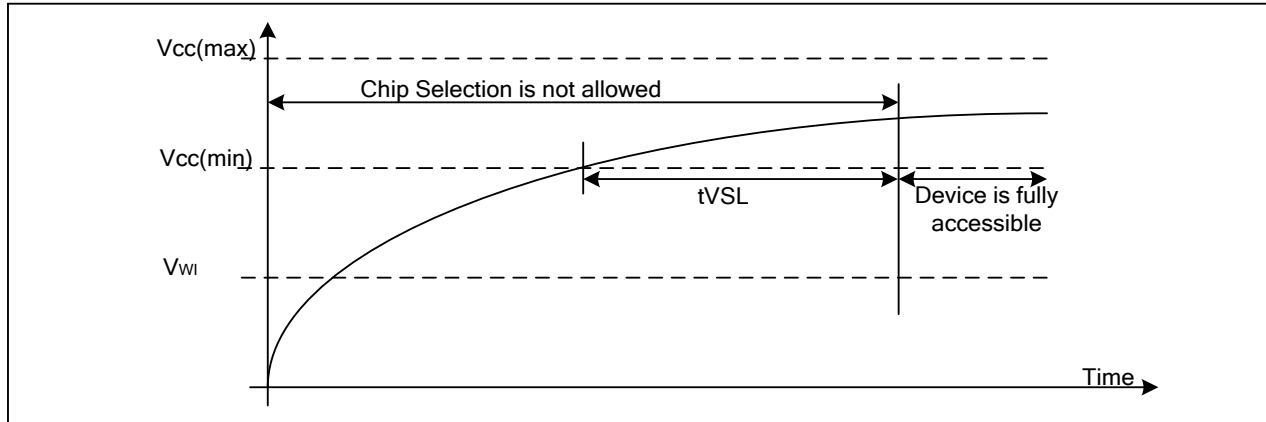 Vcc(max)
Chip Selection is not allowed
Vcc(min)
tVSL
Device is fully
accessible
VWI
Time